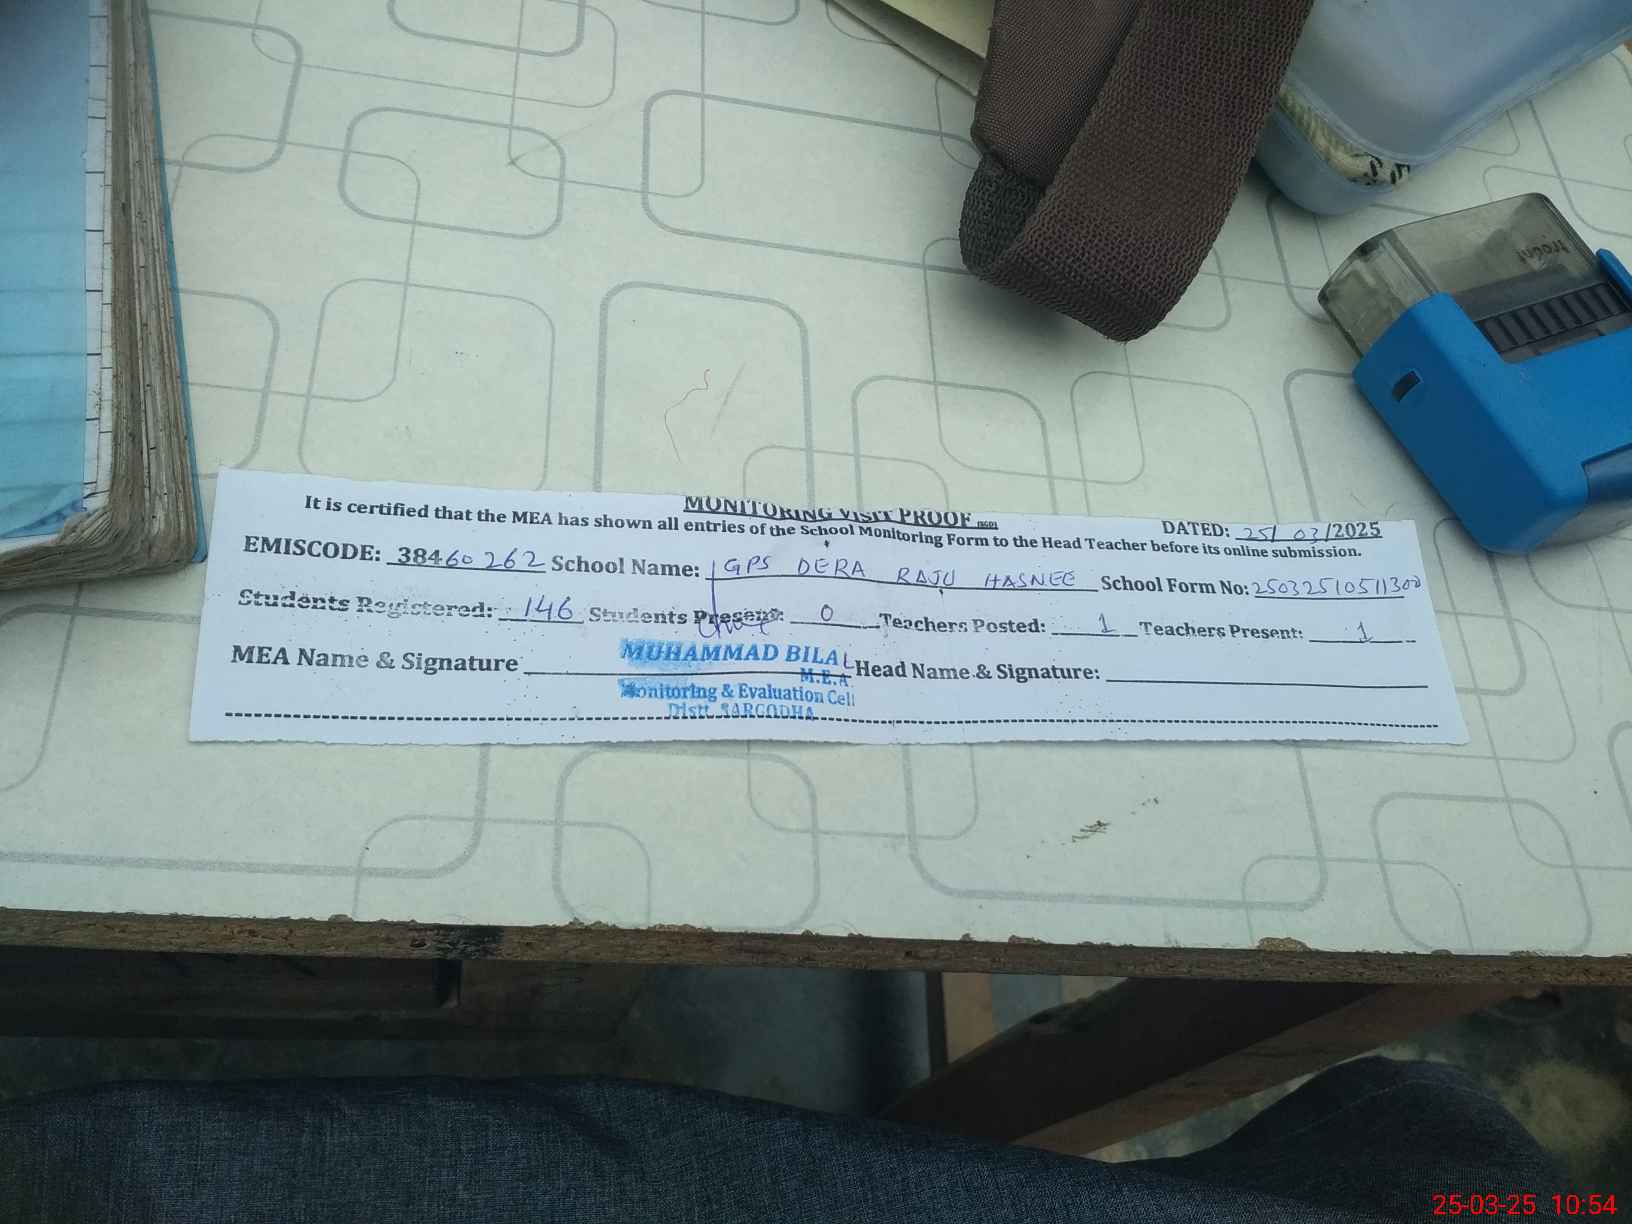 MONITORING VISIT PROOF (SGD)
DATED: 25/ 03/2025
It is certified that the MEA has shown all entries of the School Monitoring Form to the Head Teacher before its online submission.
EMISCODE: 38460262 School Name: GPS DERA RAJU HASNEE School Form No: 25032510511300
Students Registered: 146 Students Present: 0 Teachers Posted: 1 Teachers Present: 1
MEA Name & Signature Head Name & Signature:
MUHAMMAD BILAL
M.E.A
Monitoring & Evaluation Cell
Distt. SARGODHA
trodat
25-03-25 10:54